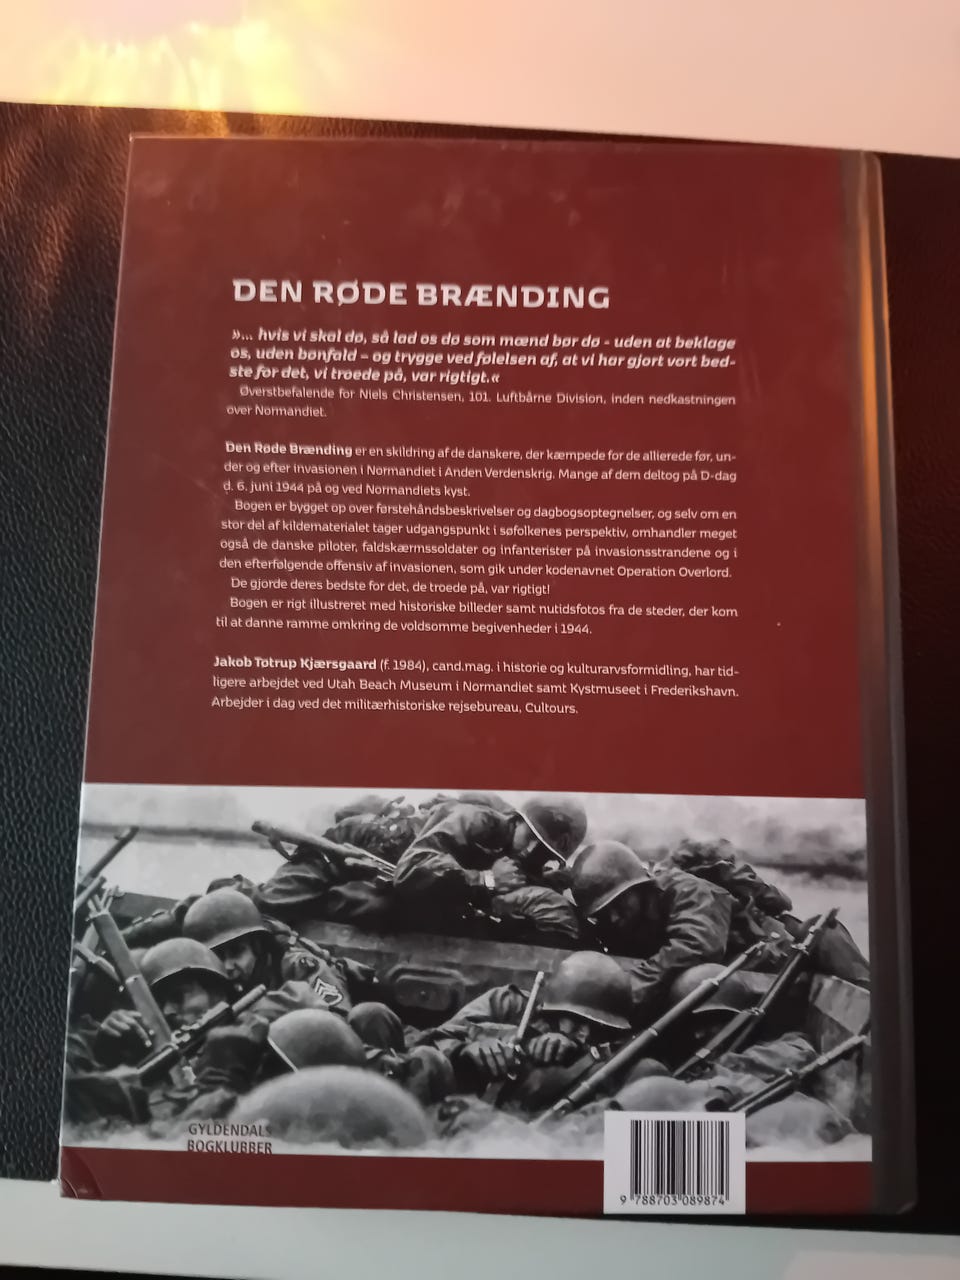 DEN RØDE BRÆNDING
»... hvis vi skal dø, så lad os dø som mænd bør dø - uden at beklage
os, uden bønfald – og trygge ved følelsen af, at vi har gjort vort bed-
ste for det, vi troede på, var rigtigt.«
Øverstbefalende for Niels Christensen, 101. Luftbårne Division, inden nedkastningen
over Normandiet.
Den Røde Brænding er en skildring af de danskere, der kæmpede for de allierede før, un-
der og efter invasionen i Normandiet i Anden Verdenskrig. Mange af dem deltog på D-dag
d. 6. juni 1944 på og ved Normandiets kyst.
Bogen er bygget op over førstehåndsbeskrivelser og dagbogsoptegnelser, og selv om en
stor del af kildematerialet tager udgangspunkt i søfolkenes perspektiv, omhandler meget
også de danske piloter, faldskærmssoldater og infanterister på invasionsstrandene og i
den efterfølgende offensiv af invasionen, som gik under kodenavnet Operation Overlord.
De gjorde deres bedste for det, de troede på, var rigtigt!
Bogen er rigt illustreret med historiske billeder samt nutidsfotos fra de steder, der kom
til at danne ramme omkring de voldsomme begivenheder i 1944.
Jakob Tøtrup Kjærsgaard (f. 1984), cand.mag. i historie og kulturarvsformidling, har tid-
ligere arbejdet ved Utah Beach Museum i Normandiet samt Kystmuseet i Frederikshavn.
Arbejder i dag ved det militærhistoriske rejsebureau, Cultours.
GYLDENDALS
BOGKLUBBER
9 788703 089874